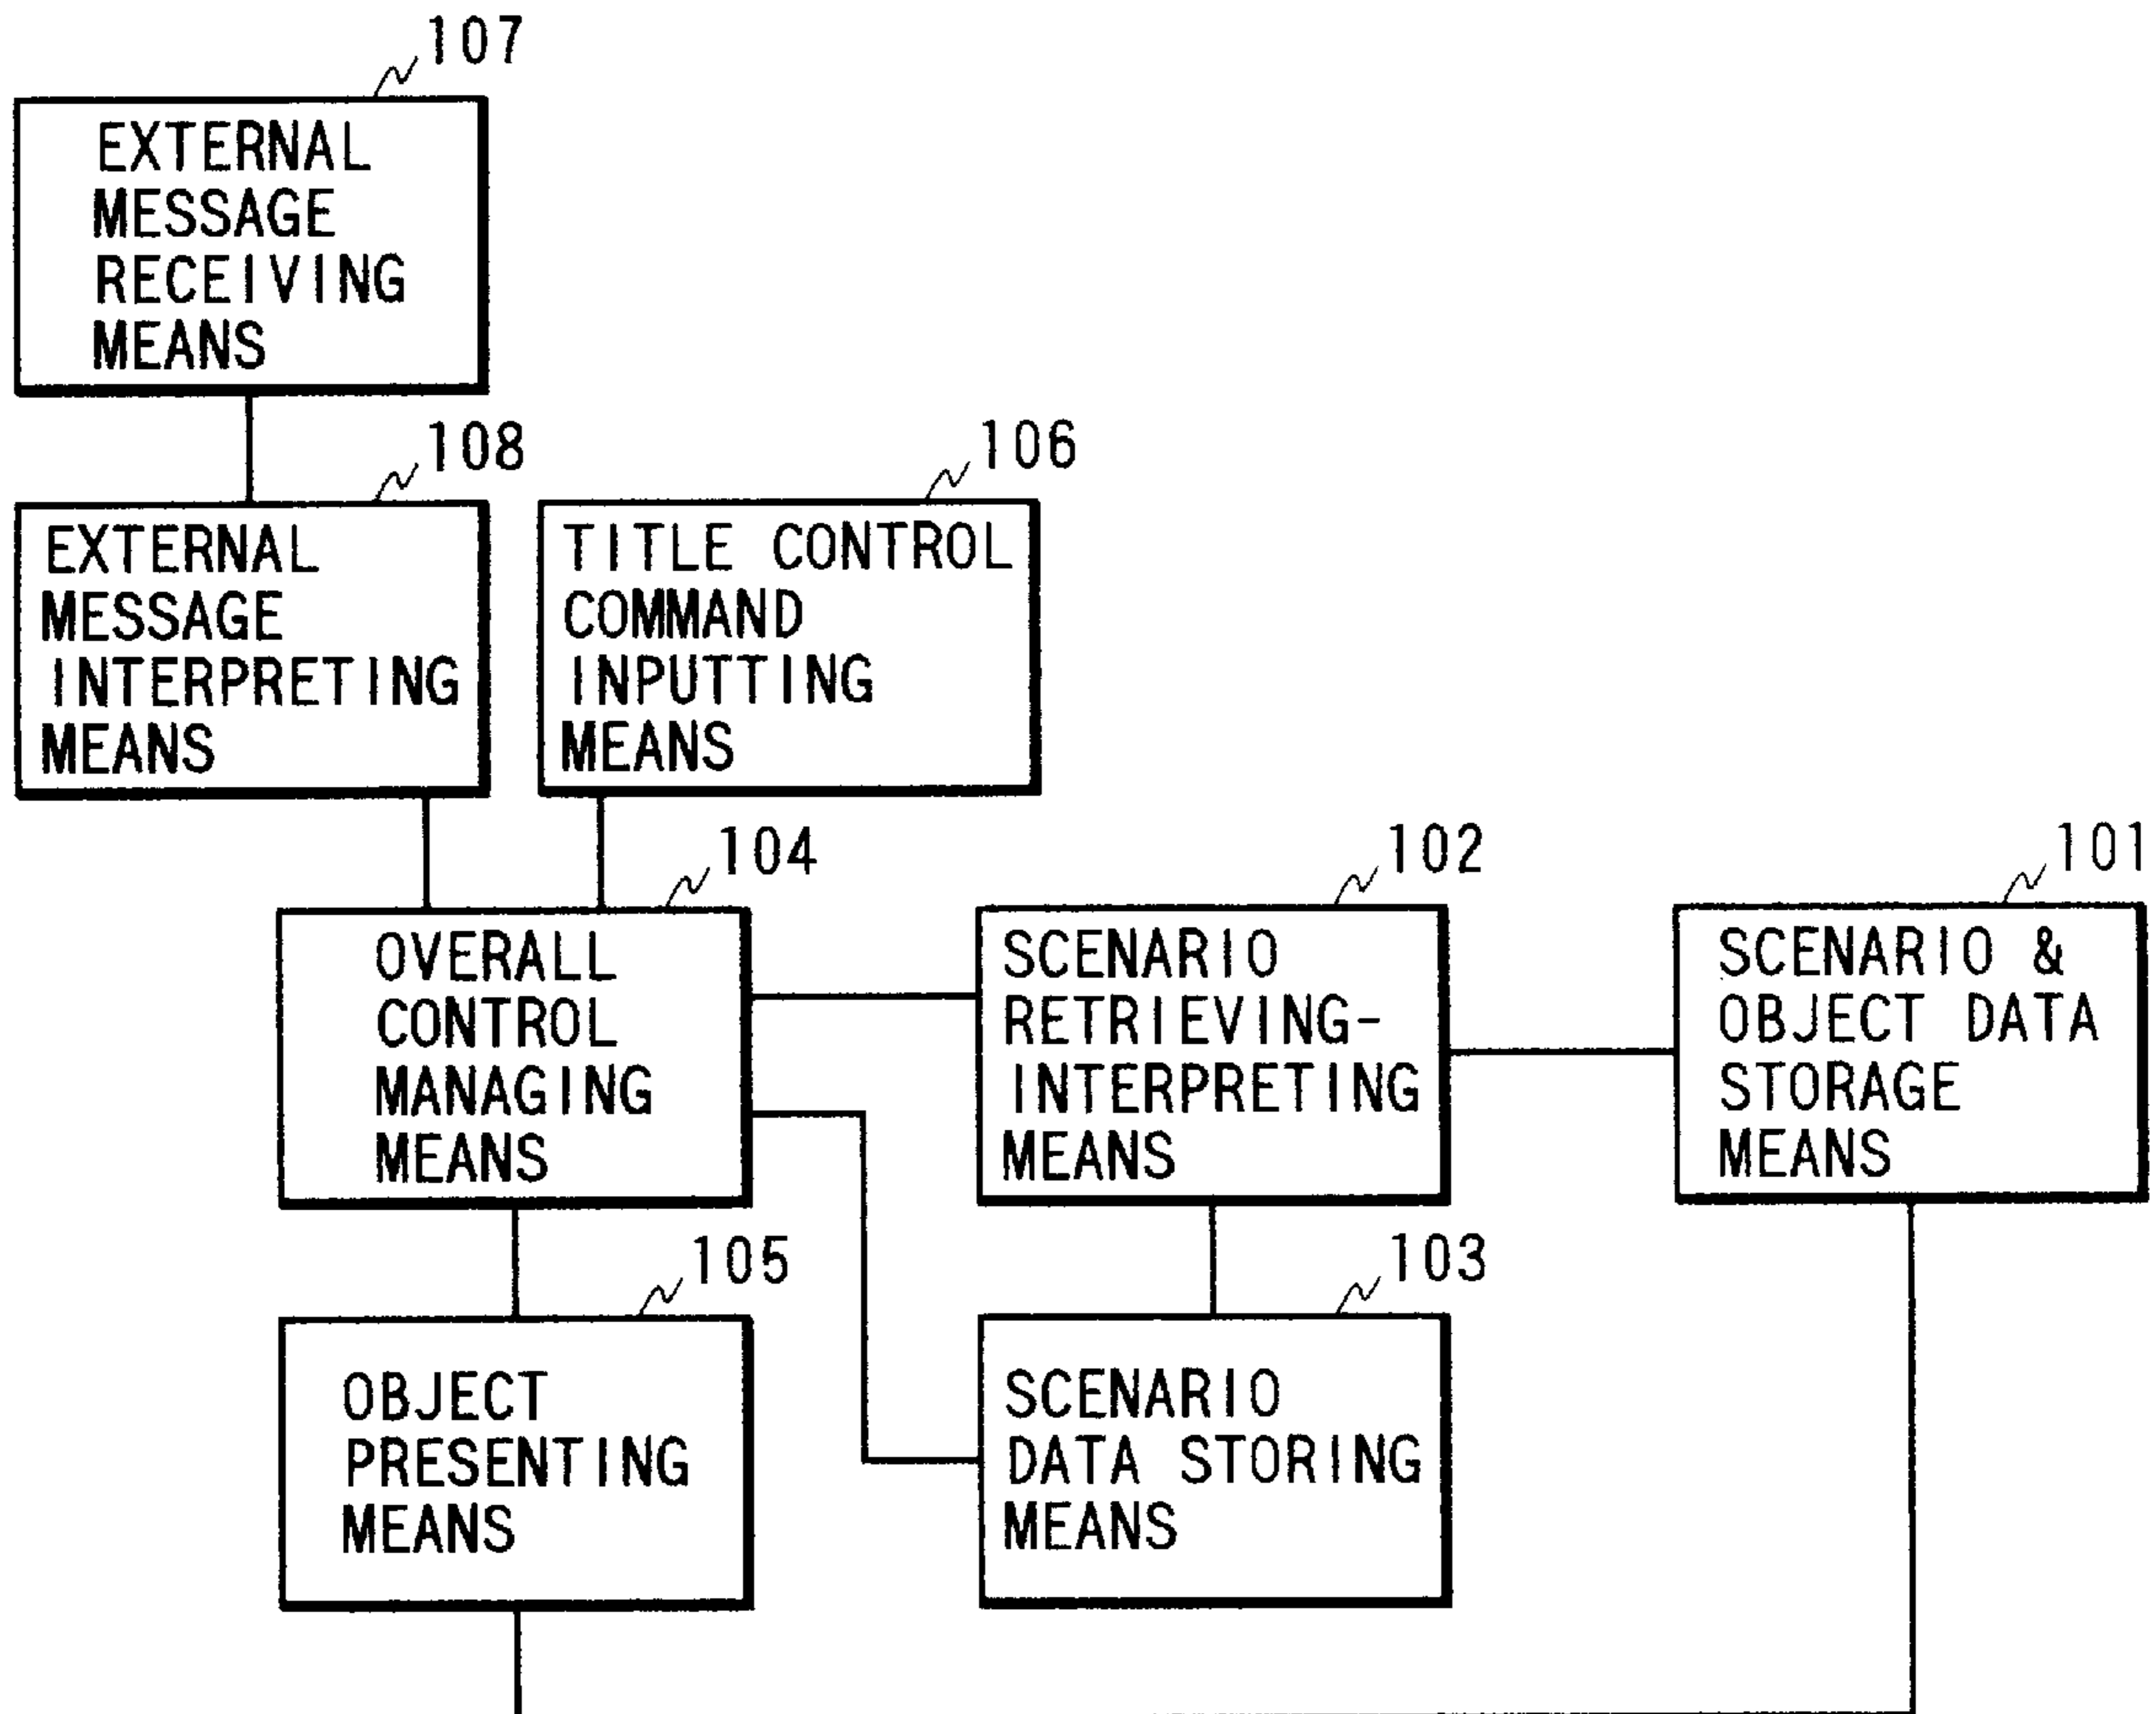 107
EXTERNAL
MESSAGE
RECEIVING
MEANS
108
EXTERNAL
MESSAGE
INTERPRETING
MEANS
106
TITLE CONTROL
COMMAND
INPUTTING
MEANS
104
OVERALL
CONTROL
MANAGING
MEANS
102
SCENARIO
RETRIEVING-
INTERPRETING
MEANS
101
SCENARIO &
OBJECT DATA
STORAGE
MEANS
105
OBJECT
PRESENTING
MEANS
103
SCENARIO
DATA STORING
MEANS